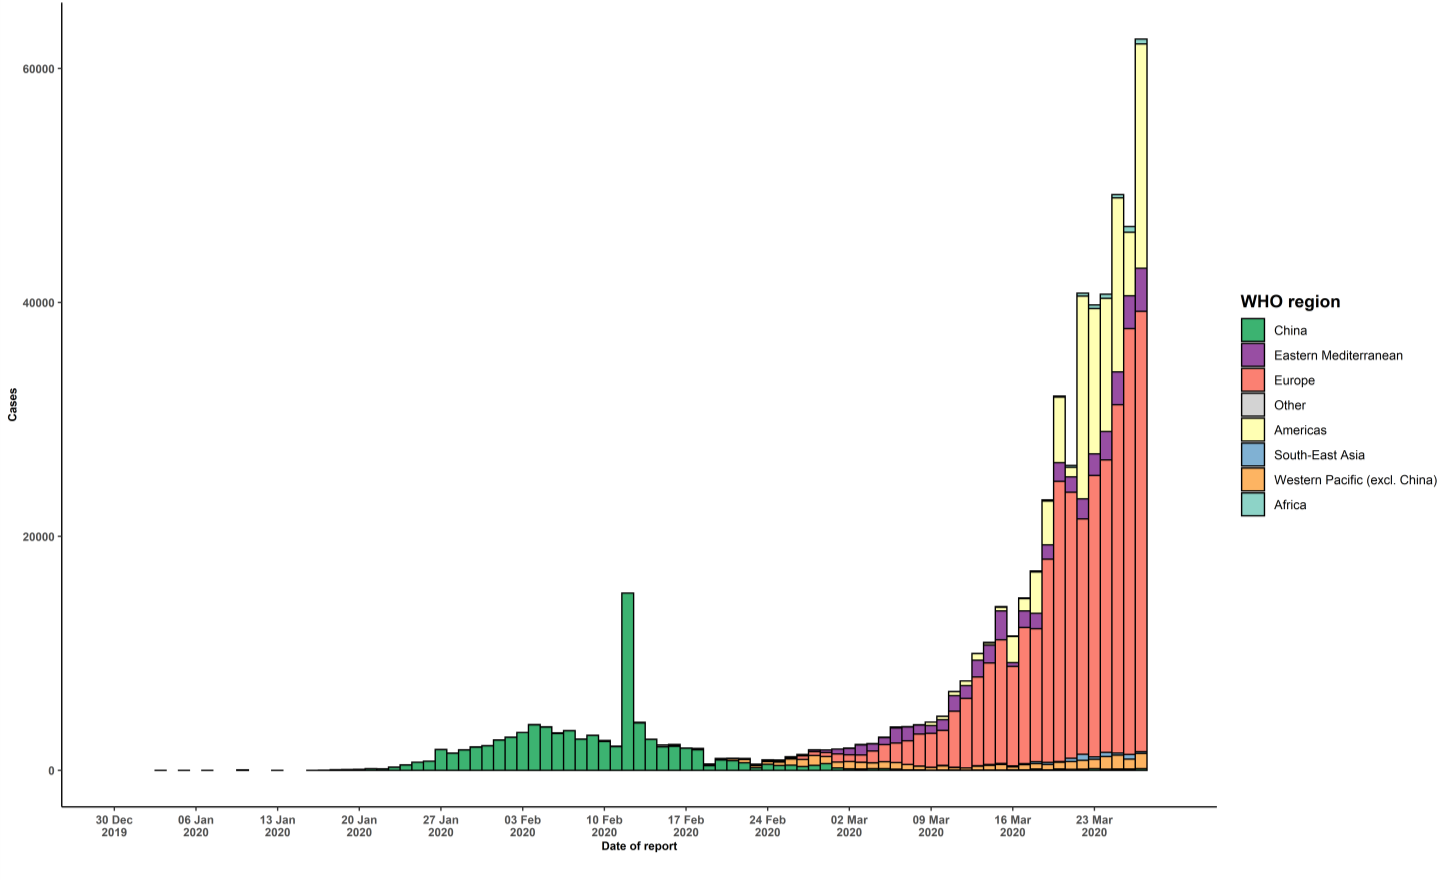 60000
40000
20000
0
Cases
30 Dec 06 Jan 13 Jan 20 Jan 27 Jan 03 Feb 10 Feb 17 Feb 24 Feb 02 Mar 09 Mar 16 Mar 23 Mar
2019 2020 2020 2020 2020 2020 2020 2020 2020 2020 2020 2020 2020
Date of report
WHO region
China
Eastern Mediterranean
Europe
Other
Americas
South-East Asia
Western Pacific (excl. China)
Africa